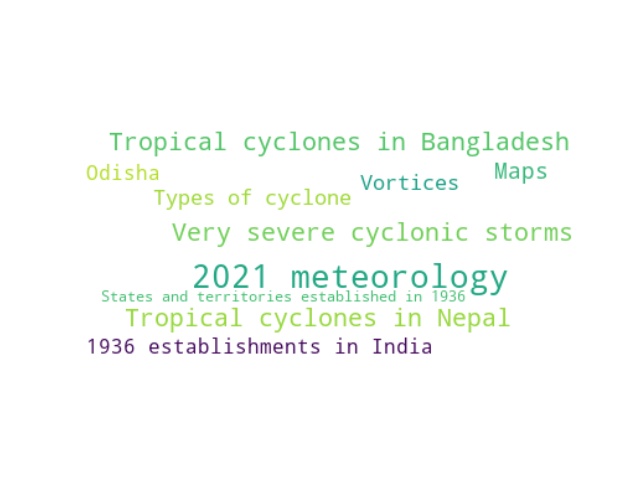 Tropical cyclones in Bangladesh
Odisha
Maps
Vortices
Types of cyclone
Very severe cyclonic storms
2021 meteorology
States and territories established in 1936
Tropical cyclones in Nepal
1936 establishments in India